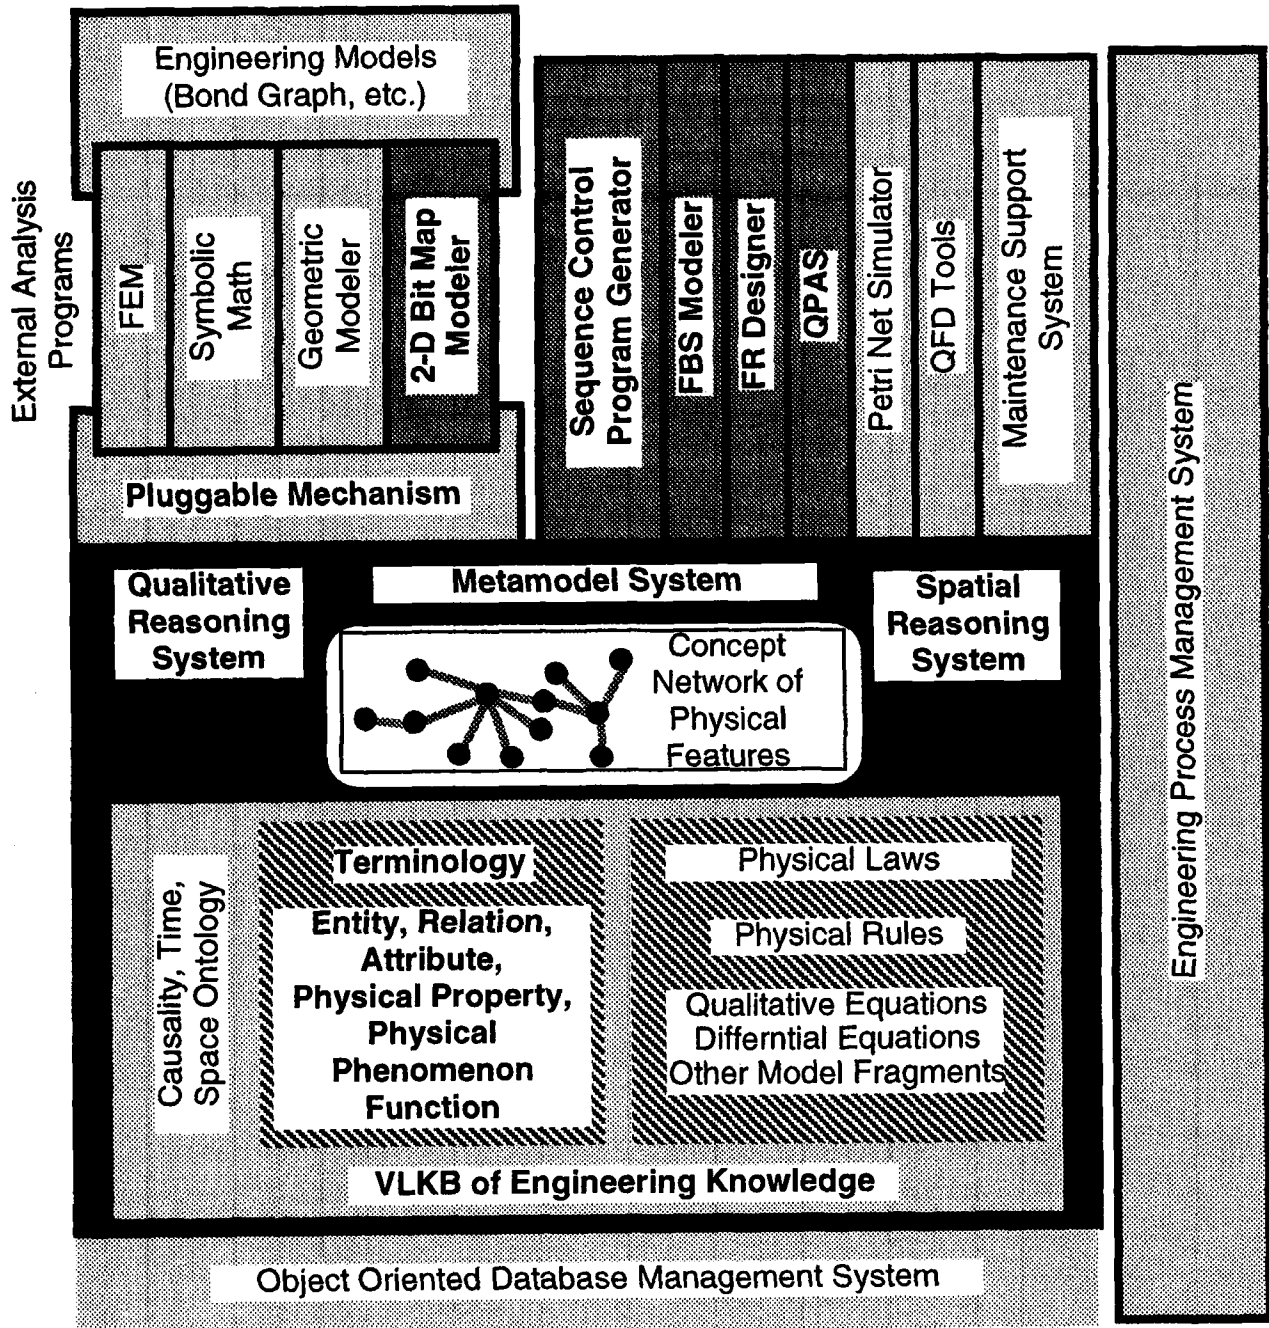 Engineering Models
(Bond Graph, etc.)
External Analysis
Programs
FEM
Symbolic
Math
Geometric
Modeler
2-D Bit Map
Modeler
Pluggable Mechanism
Sequence Control
Program Generator
FBS Modeler
FR Designer
QPAS
Petri Net Simulator
QFD Tools
Maintenance Support
System
Engineering Process Management System
Qualitative
Reasoning
System
Metamodel System
Spatial
Reasoning
System
Concept
Network of
Physical
Features
Causality, Time,
Space Ontology
Terminology
Entity, Relation,
Attribute,
Physical Property,
Physical
Phenomenon
Function
Physical Laws
Physical Rules
Qualitative Equations
Differntial Equations
Other Model Fragments
VLKB of Engineering Knowledge
Object Oriented Database Management System